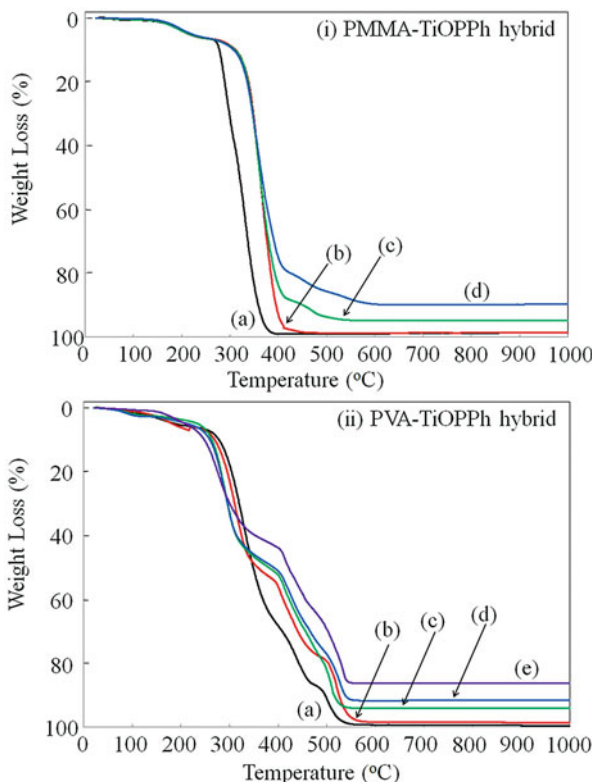 (i) PMMA-TiOPPh hybrid
Weight Loss (%)
0
20
40
60
80
100
(a)
(b)
(c)
(d)
0 100 200 300 400 500 600 700 800 900 1000
Temperature (°C)
(ii) PVA-TiOPPh hybrid
Weight Loss (%)
0
20
40
60
80
100
(a)
(b)
(c)
(d)
(e)
0 100 200 300 400 500 600 700 800 900 1000
Temperature (°C)